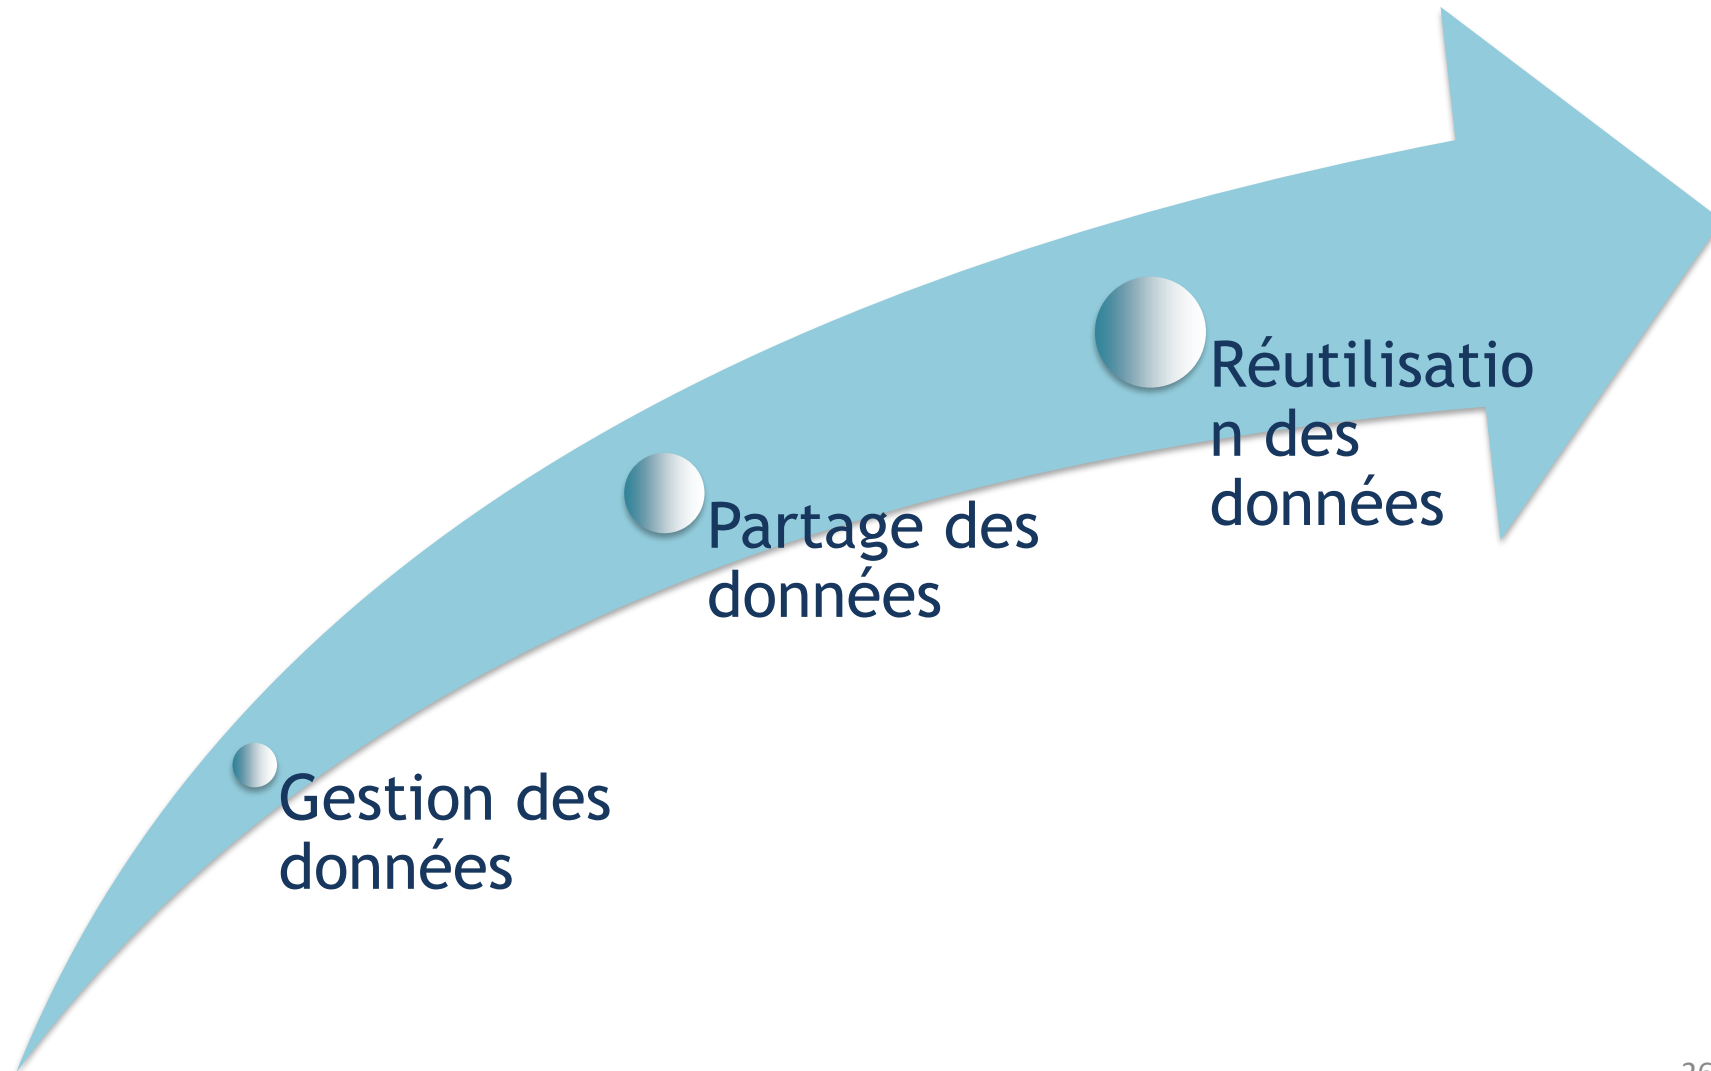 Réutilisatio
n des
données
Partage des
données
Gestion des
données